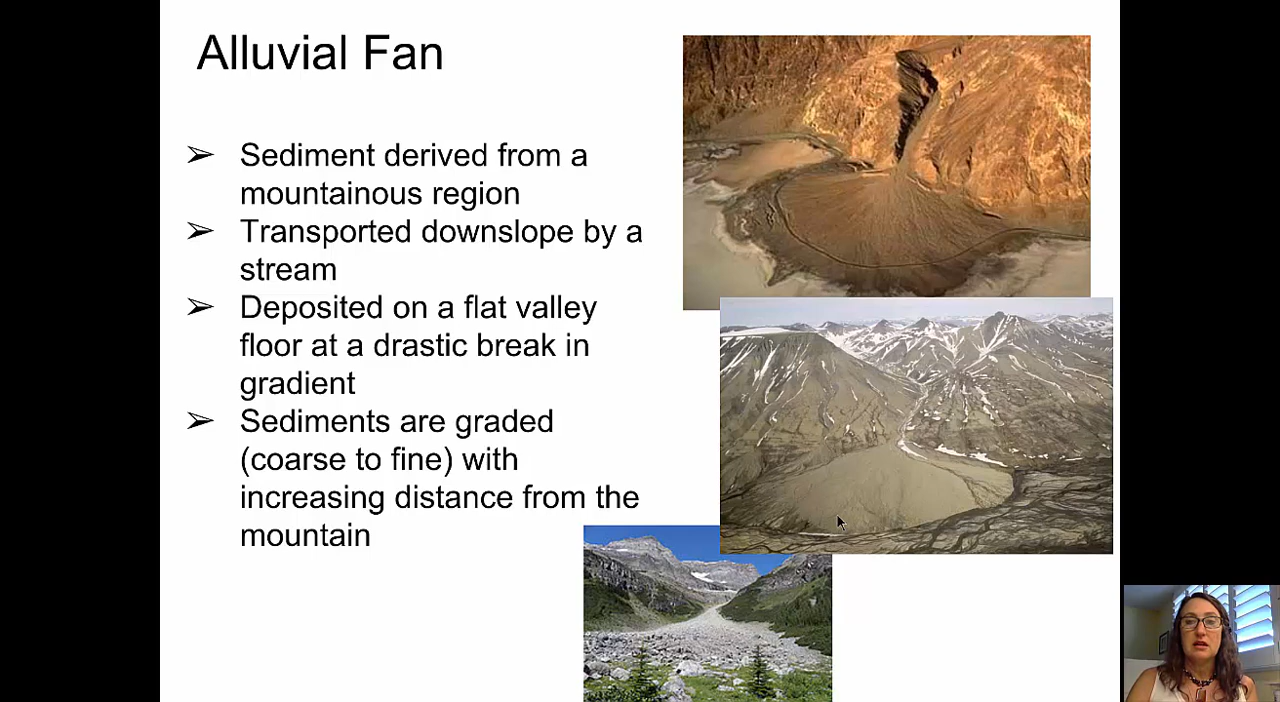 Alluvial Fan
➢ Sediment derived from a
mountainous region
➢ Transported downslope by a
stream
➢ Deposited on a flat valley
floor at a drastic break in
gradient
➢ Sediments are graded
(coarse to fine) with
increasing distance from the
mountain